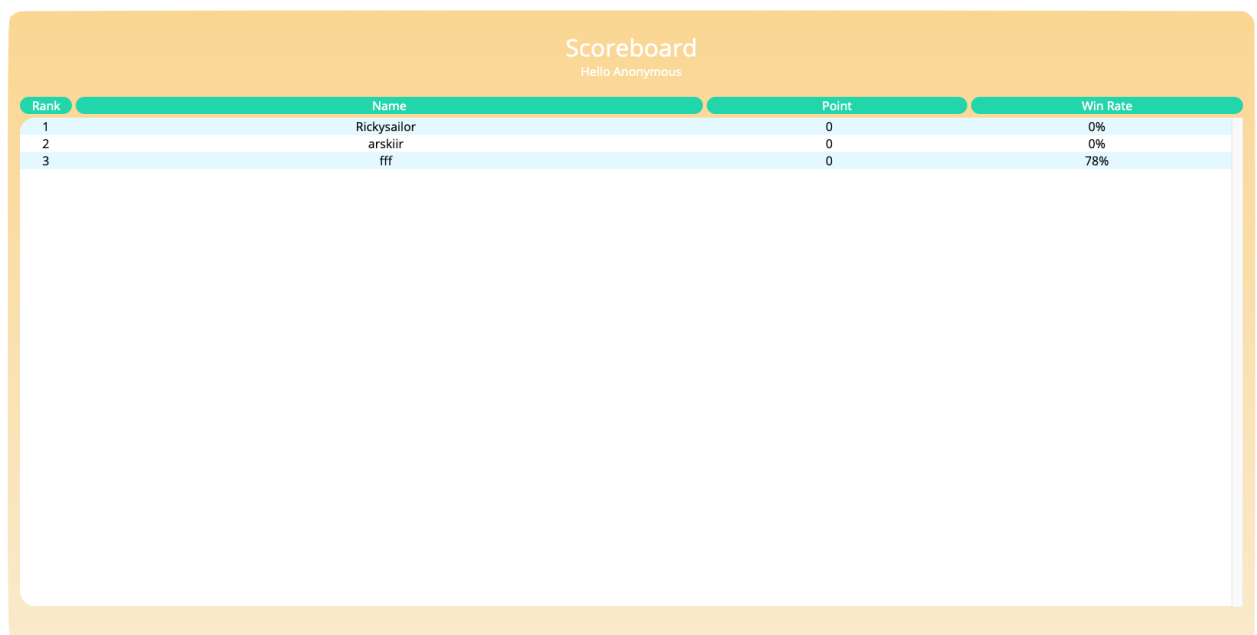 Scoreboard
Hello Anonymous
Rank Name Point Win Rate
1 Rickysailor 0 0%
2 arskiir 0 0%
3 fff 0 78%